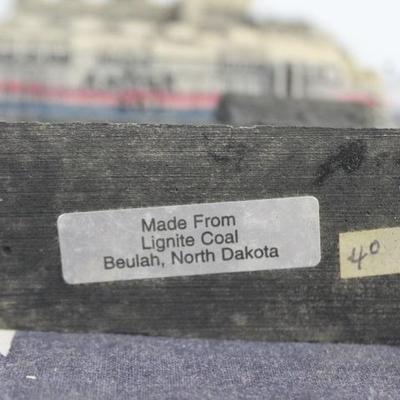 Made From
Lignite Coal
Beulah, North Dakota
40